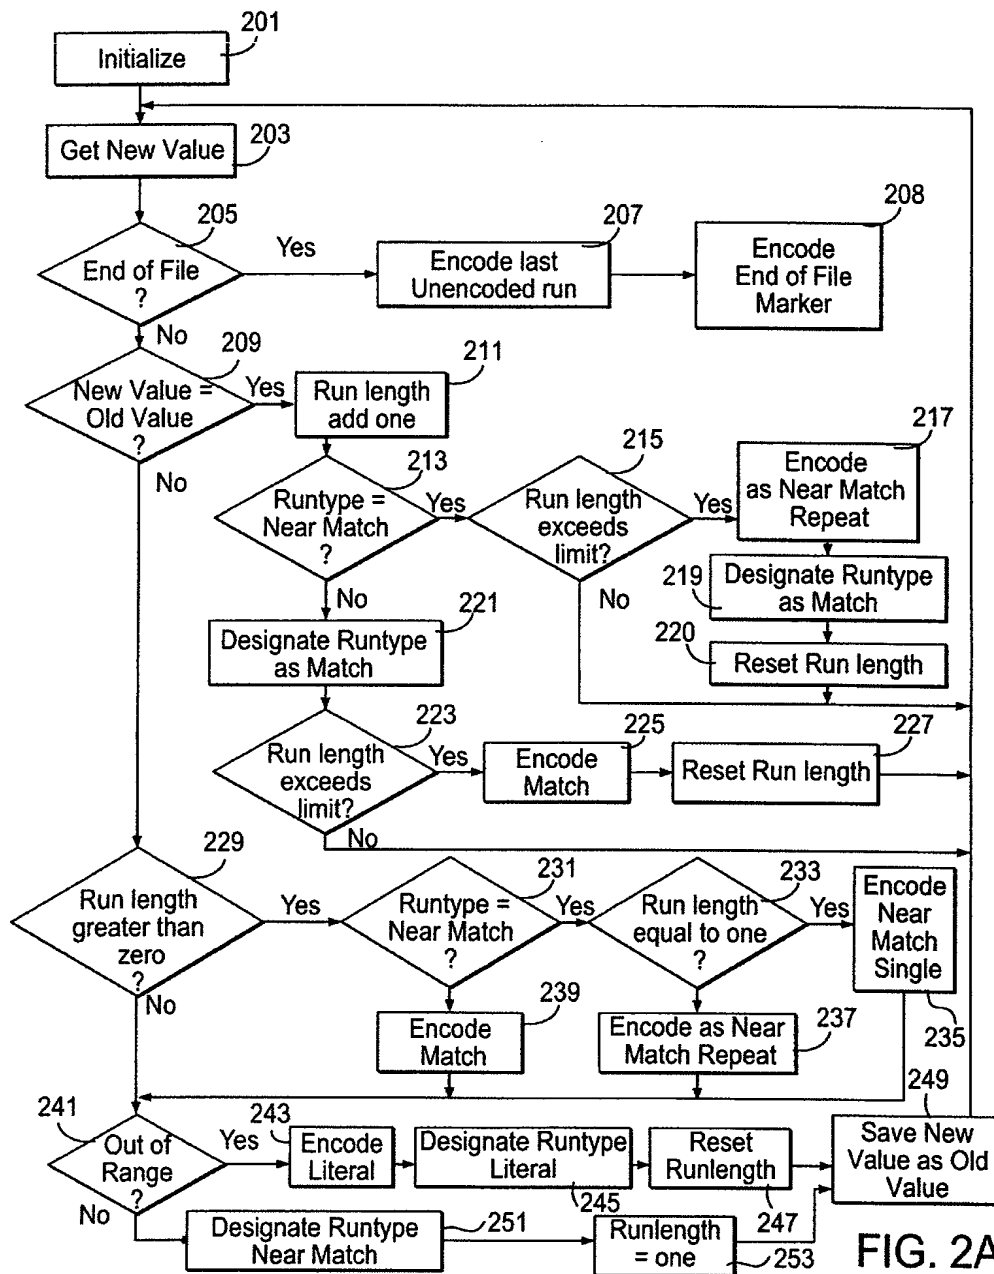 201
Initialize
Get New Value
203
205
End of File
?
Yes
No
207
Encode last
Unencoded run
208
Encode
End of File
Marker
209
New Value =
Old Value
?
Yes
No
211
Run length
add one
213
Runtype =
Near Match
?
Yes
No
215
Run length
exceeds
limit?
Yes
No
217
Encode
as Near Match
Repeat
219
Designate Runtype
as Match
220
Reset Run length
221
Designate Runtype
as Match
223
Run length
exceeds
limit?
Yes
No
225
Encode
Match
227
Reset Run length
229
Run length
greater than
zero
?
Yes
No
231
Runtype =
Near Match
?
Yes
233
Run length
equal to one
?
Yes
Encode
Near
Match
Single
235
239
Encode
Match
237
Encode as Near
Match Repeat
241
Out of
Range
?
Yes
No
243
Encode
Literal
Designate Runtype
Literal
245
Reset
Runlength
247
249
Save New
Value as Old
Value
Designate Runtype
Near Match
251
Runlength
= one
253
FIG. 2A